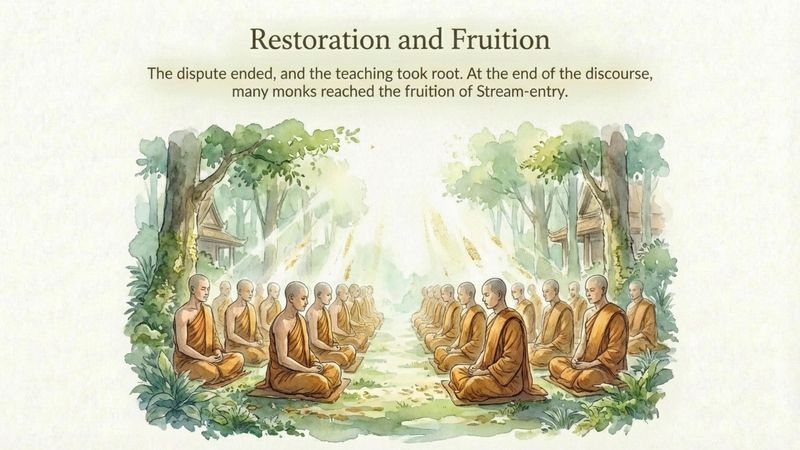 Restoration and Fruition
The dispute ended, and the teaching took root. At the end of the discourse,
many monks reached the fruition of Stream-entry.